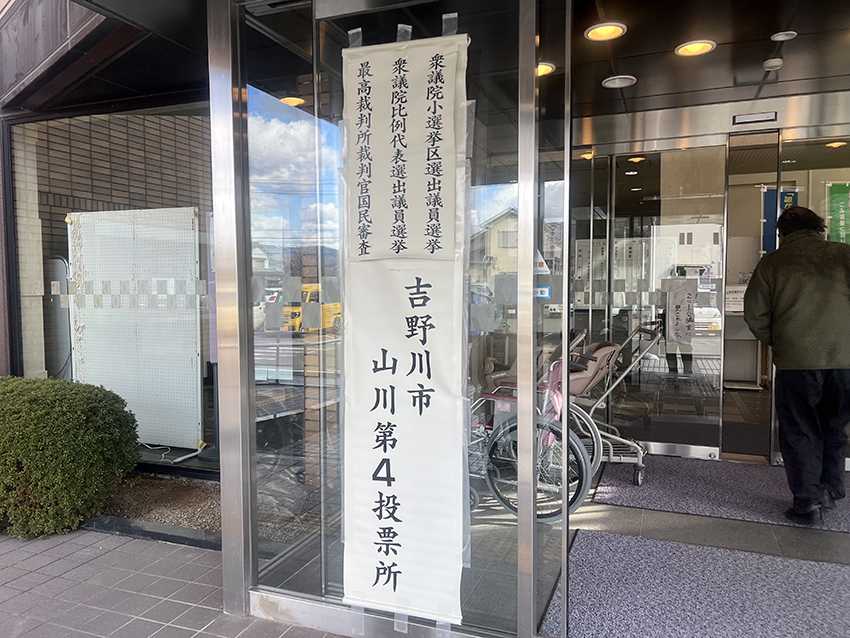 衆議院小選挙区選出議員選挙
衆議院比例代表選出議員選挙
最高裁判所裁判官国民審査
吉野川市
山川第4投票所